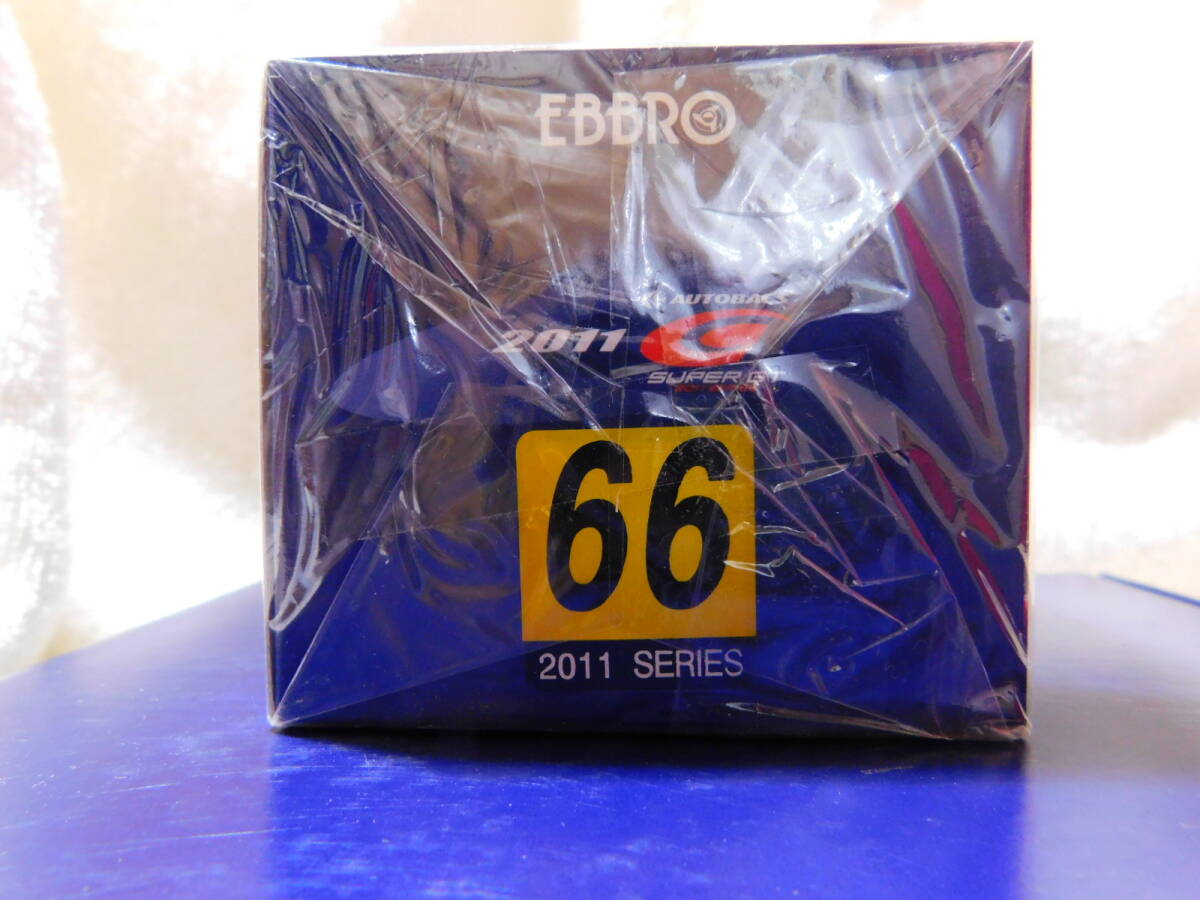 EBBRO
AUTOBACS
2011
SUPER GT
66
2011 SERIES